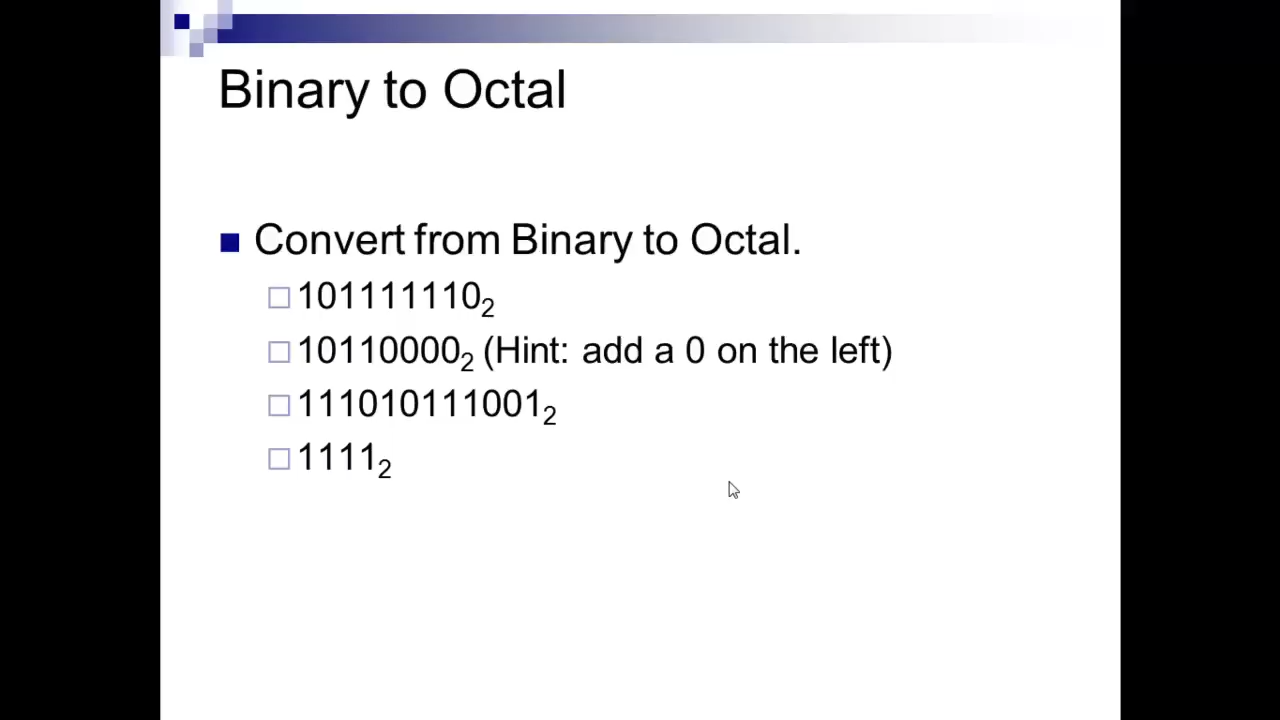 Binary to Octal
Convert from Binary to Octal.
101111110₂
10110000₂ (Hint: add a 0 on the left)
111010111001₂
1111₂